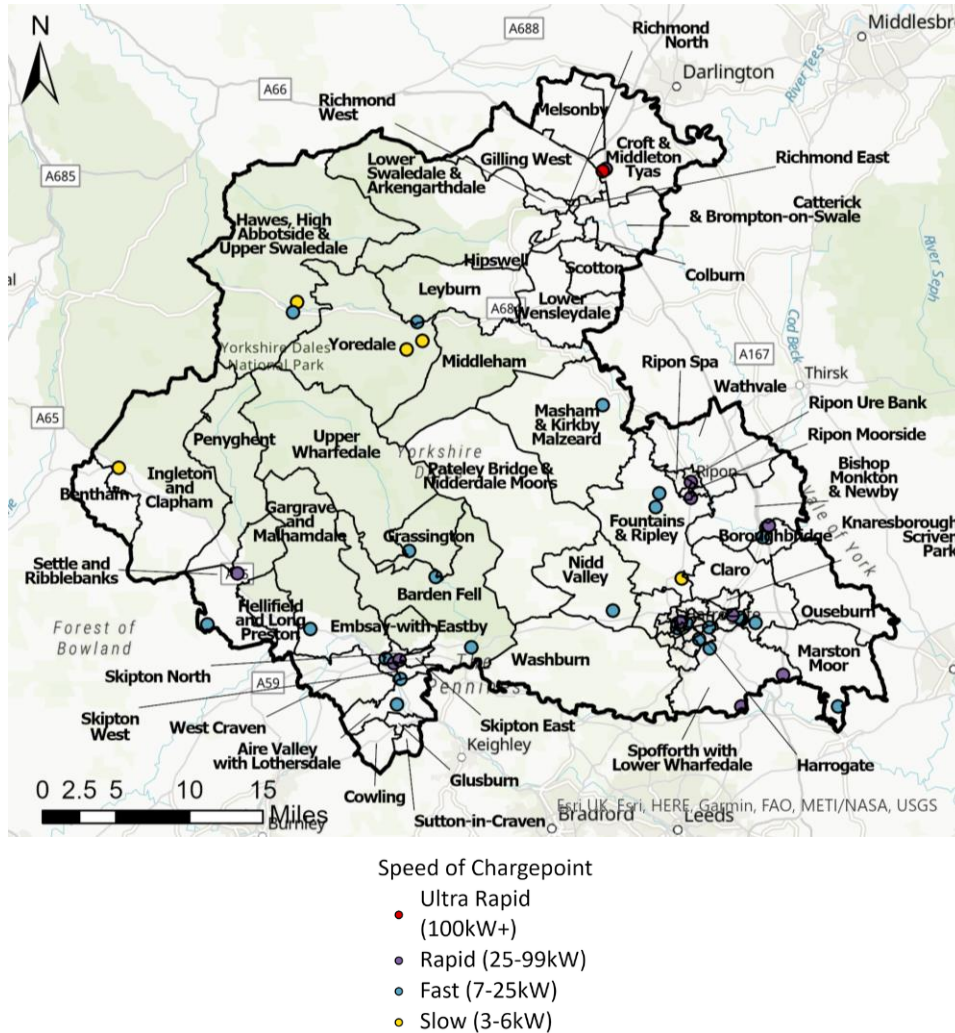 N
A688
Richmond
North
Middlesbr
Darlington
River Tees
A66
Richmond
West
Melsonby
Croft &
Middleton
Tyas
Gilling West
Richmond East
Lower
Swaledale &
Arkengarthdale
A685
Catterick
& Brompton-on-Swale
Hawes, High
Abbotside &
Upper Swaledale
Hipswell
Scotton
Colburn
River Seph
Leyburn
A684
Lower
Wensleydale
Cod Beck
Yoredale
Yorkshire Dales
National Park
Middleham
Ripon Spa
A167
Wathvale
Thirsk
A65
Masham
& Kirkby
Malzeard
Ripon Ure Bank
Penyghent
Upper
Wharfedale
Yorkshire
Ripon Moorside
Pateley Bridge &
Nidderdale Moors
Ripon
Bishop
Monkton
& Newby
Bentham
Ingleton
and
Clapham
Vale of York
Gargrave
and
Malhamdale
Fountains
& Ripley
Boroughbridge
Knaresborough
Scriven
Park
Grassington
Settle and
Ribblebanks
Nidd
Valley
Claro
Barden Fell
Ouseburn
Hellifield
and Long
Preston
Embsay-with-Eastby
Forest of
Bowland
Marston
Moor
Skipton North
Washburn
A59
Pennines
Skipton
West
West Craven
Skipton East
Aire Valley
with Lothersdale
Keighley
Spofforth with
Lower Wharfedale
Harrogate
Glusburn
Cowling
0 2.5 5 10 15
Miles
Burnley
Sutton-in-Craven
Bradford
Leeds
Esri UK, Esri, HERE, Garmin, FAO, METI/NASA, USGS
Speed of Chargepoint
Ultra Rapid
(100kW+)
Rapid (25-99kW)
Fast (7-25kW)
Slow (3-6kW)